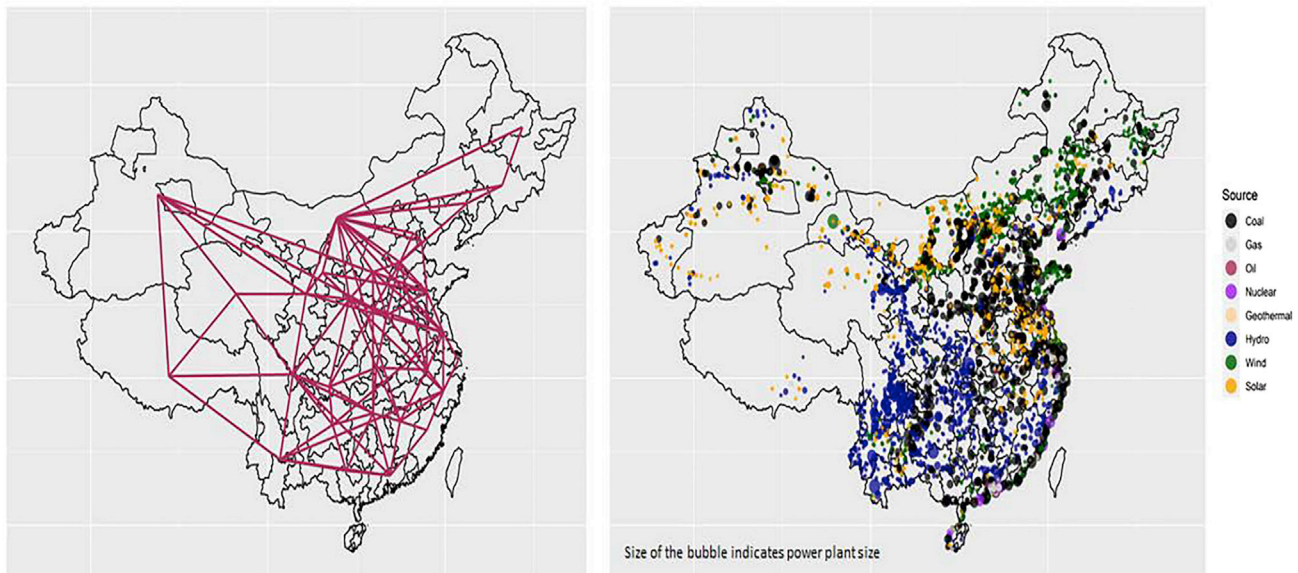 Source
Coal
Gas
Oil
Nuclear
Geothermal
Hydro
Wind
Solar
Size of the bubble indicates power plant size